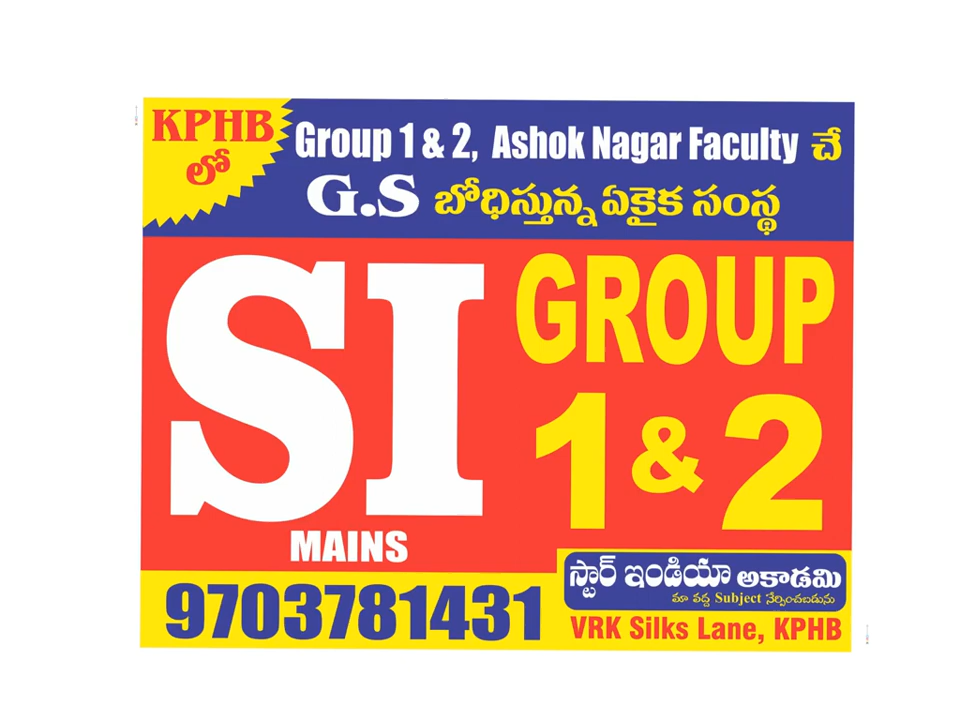 KPHB
లో
Group 1 & 2, Ashok Nagar Faculty చే
G.S బోధిస్తున్న ఏకైక సంస్థ
SI
MAINS
GROUP
1 & 2
9703781431
స్టార్ ఇండియా అకాడమి
మా వద్ద Subject నేర్పించబడును
VRK Silks Lane, KPHB